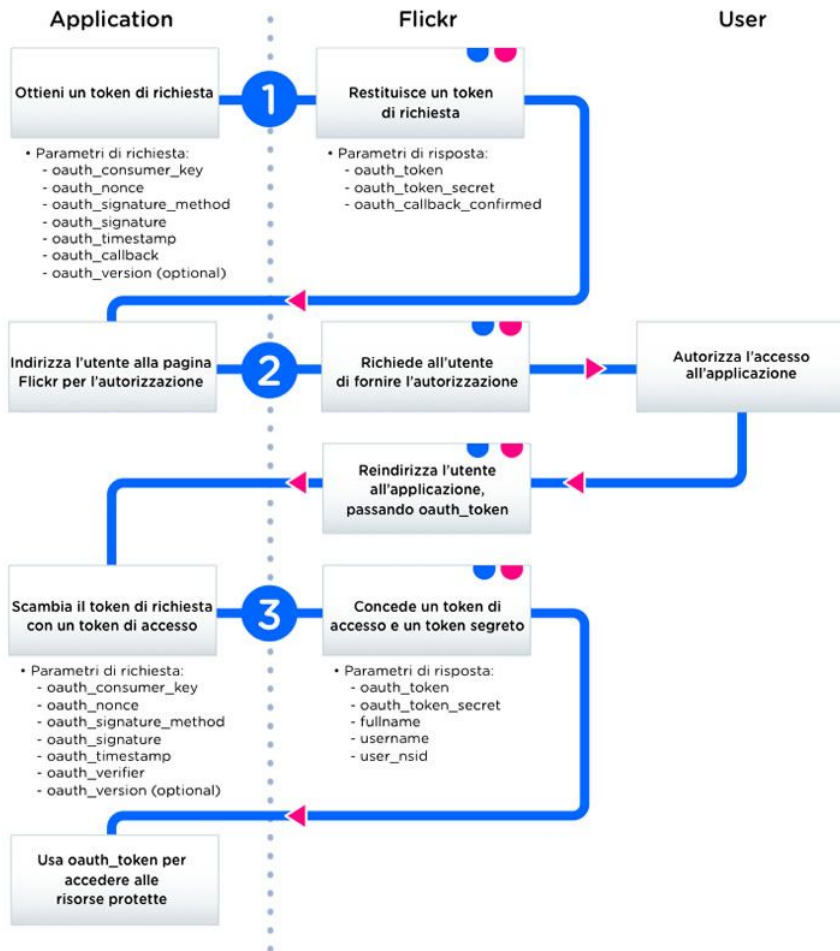 Application
Flickr
User
Ottieni un token di richiesta
1
Restituisce un token
di richiesta
• Parametri di richiesta:
- oauth_consumer_key
- oauth_nonce
- oauth_signature_method
- oauth_signature
- oauth_timestamp
- oauth_callback
- oauth_version (optional)
• Parametri di risposta:
- oauth_token
- oauth_token_secret
- oauth_callback_confirmed
Indirizza l'utente alla pagina
Flickr per l'autorizzazione
2
Richiede all'utente
di fornire l'autorizzazione
Autorizza l'accesso
all'applicazione
Reindirizza l'utente
all'applicazione,
passando oauth_token
Scambia il token di richiesta
con un token di accesso
3
Concede un token di
accesso e un token segreto
• Parametri di richiesta:
- oauth_consumer_key
- oauth_nonce
- oauth_signature_method
- oauth_signature
- oauth_timestamp
- oauth_verifier
- oauth_version (optional)
• Parametri di risposta:
- oauth_token
- oauth_token_secret
- fullname
- username
- user_nsid
Usa oauth_token per
accedere alle
risorse protette